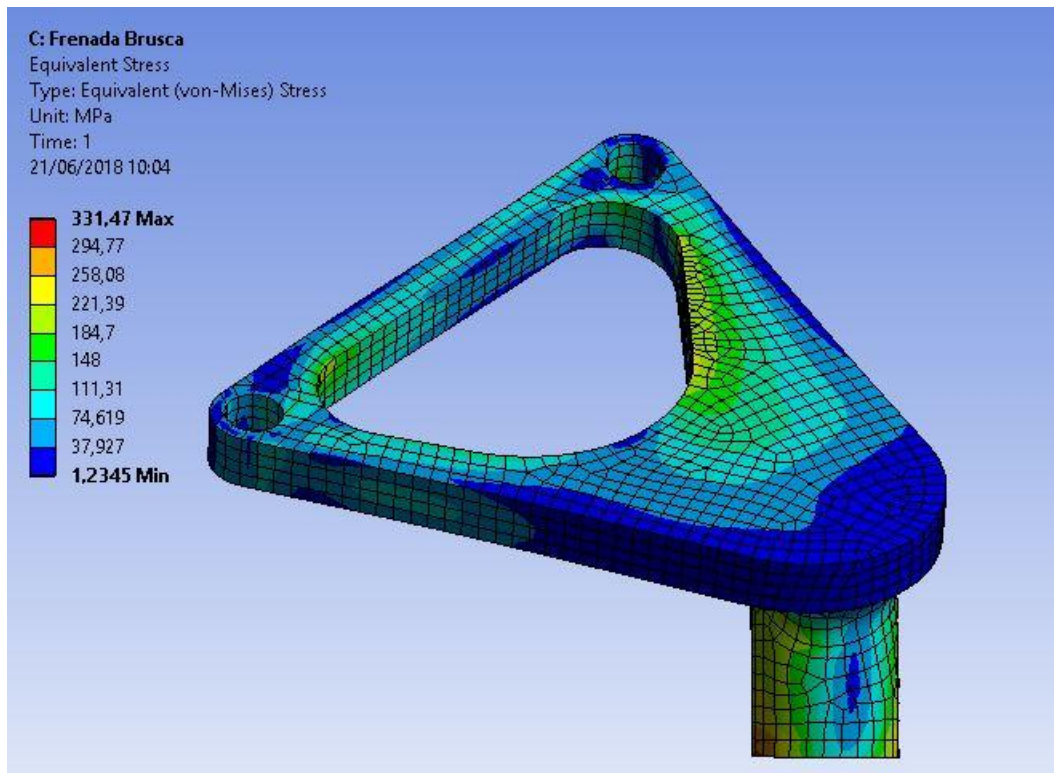 C: Frenada Brusca
Equivalent Stress
Type: Equivalent (von-Mises) Stress
Unit: MPa
Time: 1
21/06/2018 10:04
331,47 Max
294,77
258,08
221,39
184,7
148
111,31
74,619
37,927
1,2345 Min